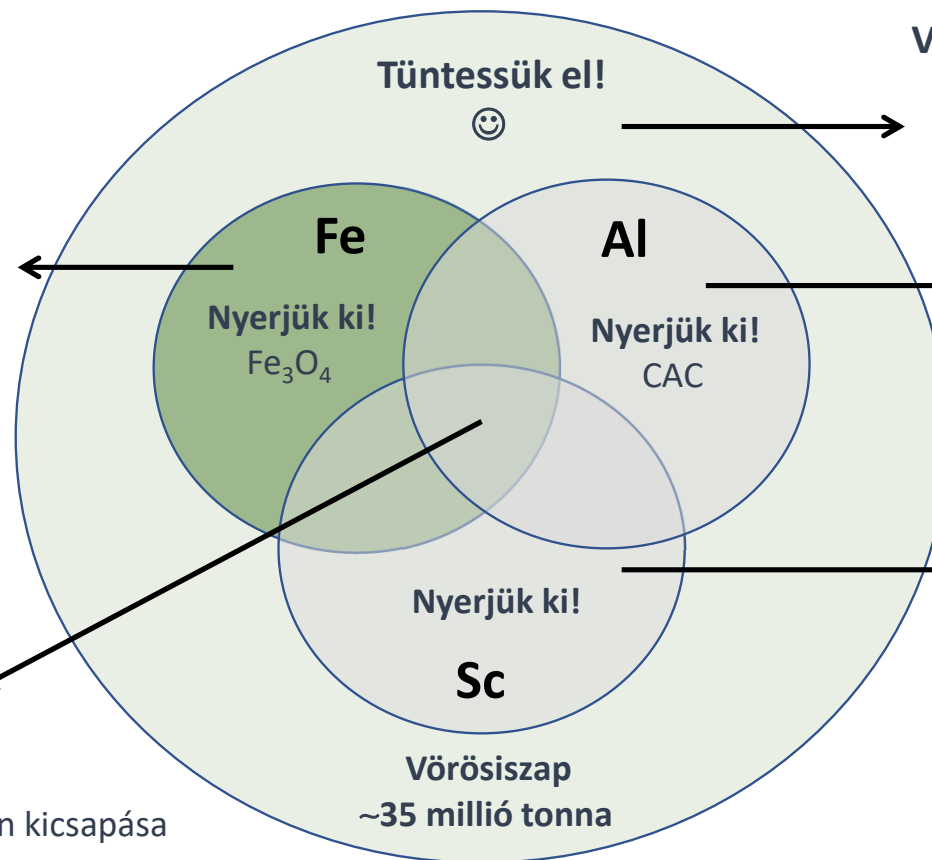 V
Tüntessük el!
☺
Fe
Nyerjük ki!
Fe₃O₄
Al
Nyerjük ki!
CAC
Nyerjük ki!
Sc
Vörösiszap
~35 millió tonna
n kicsapása